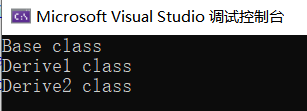 Microsoft Visual Studio 调试控制台
Base class
Derive1 class
Derive2 class